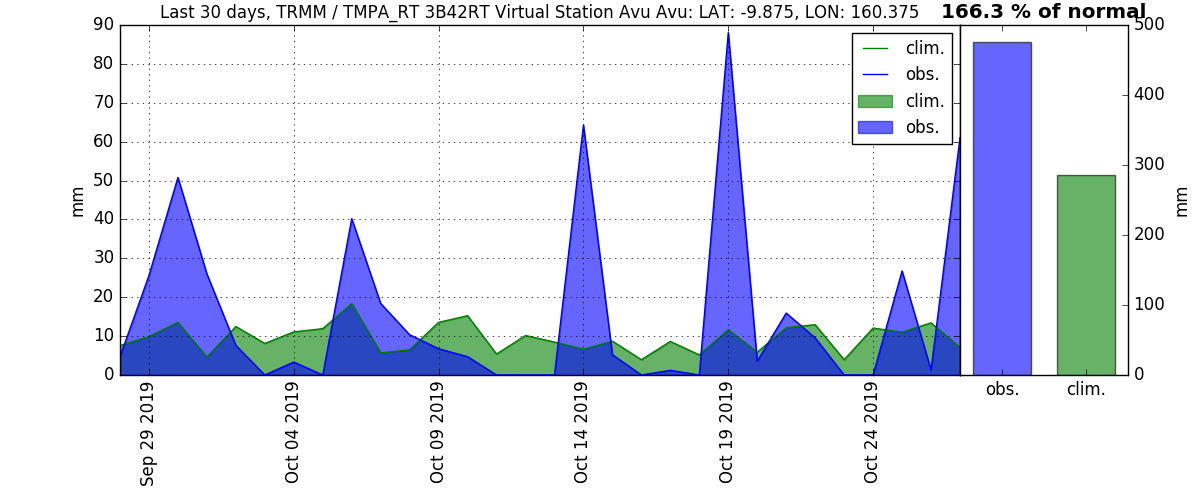 Last 30 days, TRMM / TMPA_RT 3B42RT Virtual Station Avu Avu: LAT: -9.875, LON: 160.375
166.3 % of normal
90
80
70
60
50
40
30
20
10
0
mm
clim.
obs.
clim.
obs.
Sep 29 2019
Oct 04 2019
Oct 09 2019
Oct 14 2019
Oct 19 2019
Oct 24 2019
500
400
300
200
100
0
mm
obs.
clim.